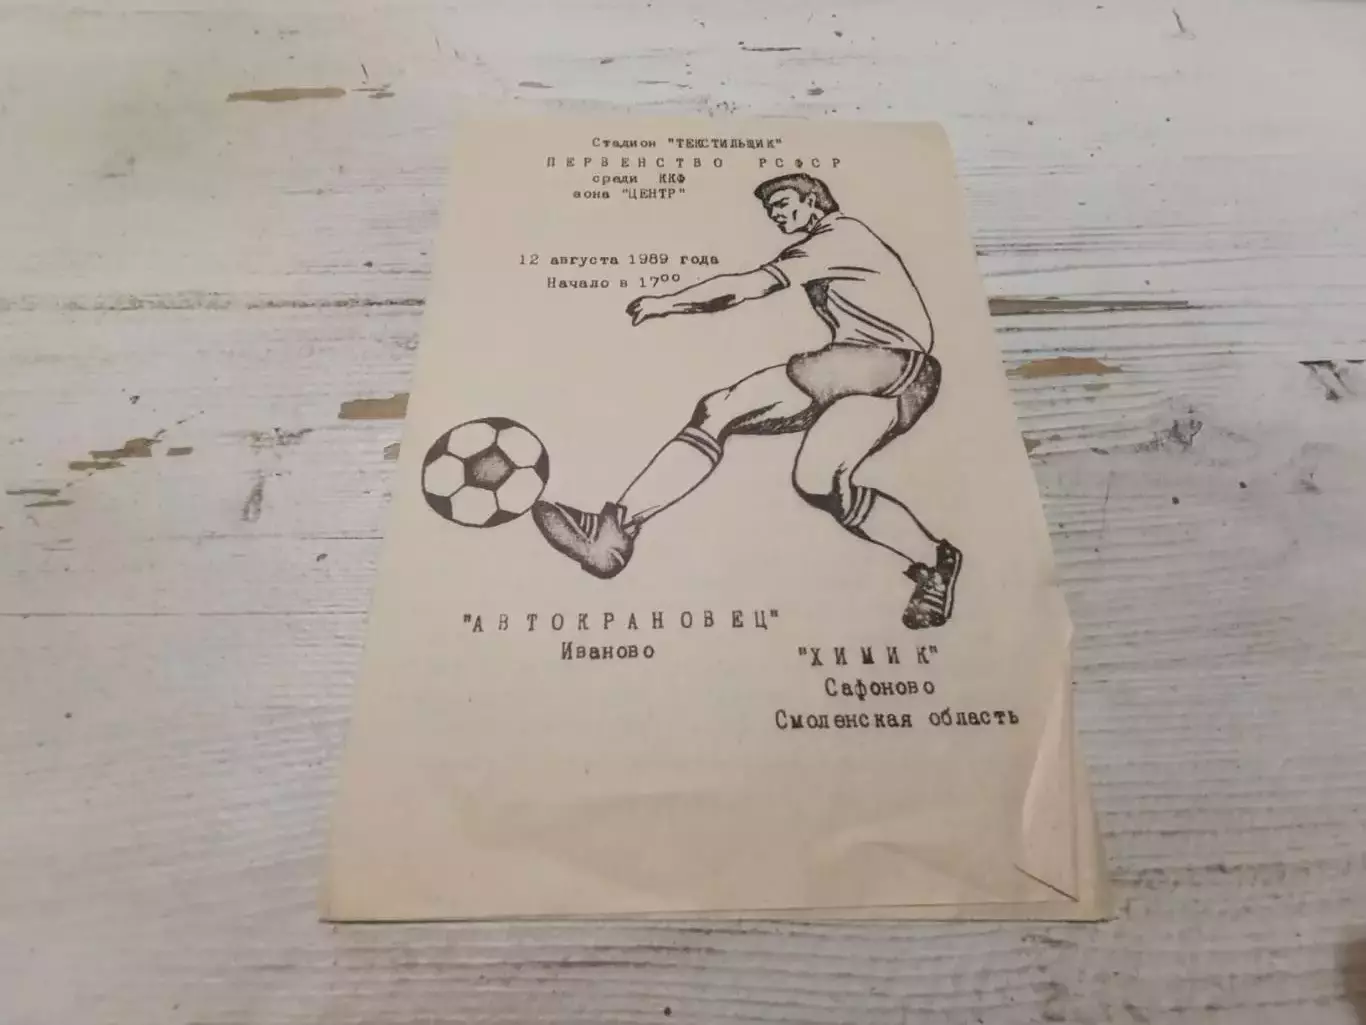 Стадион "ТЕКСТИЛЬЩИК"
ПЕРВЕНСТВО РСФСР
среди ККФ
зона "ЦЕНТР"
12 августа 1989 года
Начало в 17⁰⁰
"АВТОКРАНОВЕЦ"
Иваново
"ХИМИК"
Сафоново
Смоленская область